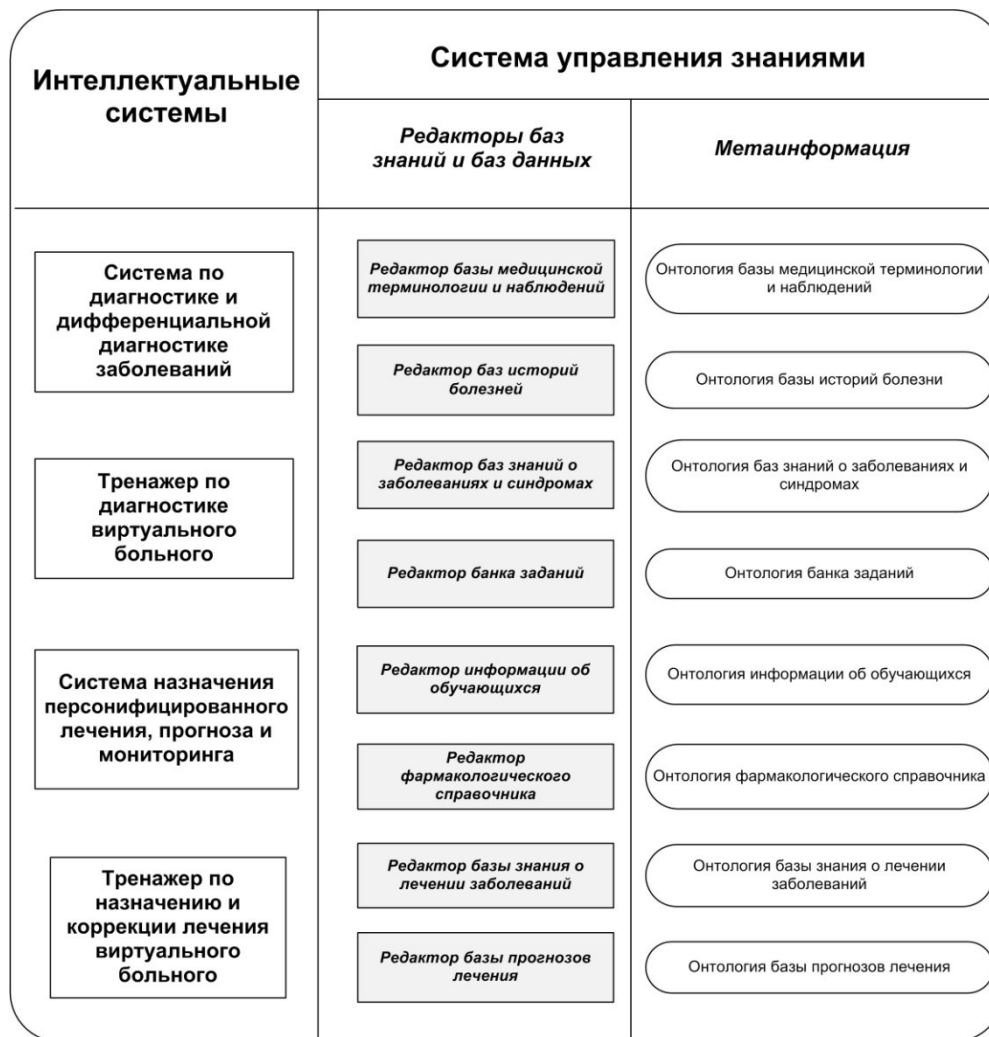 Интеллектуальные
системы
Система управления знаниями
Редакторы баз
знаний и баз данных
Метаинформация
Система по
диагностике и
дифференциальной
диагностике
заболеваний
Тренажер по
диагностике
виртуального
больного
Система назначения
персонифицированного
лечения, прогноза и
мониторинга
Тренажер по
назначению и
коррекции лечения
виртуального
больного
Редактор базы медицинской
терминологии и наблюдений
Редактор баз историй
болезней
Редактор баз знаний о
заболеваниях и синдромах
Редактор банка заданий
Редактор информации об
обучающихся
Редактор
фармакологического
справочника
Редактор базы знания о
лечении заболеваний
Редактор базы прогнозов
лечения
Онтология базы медицинской терминологии
и наблюдений
Онтология базы историй болезни
Онтология баз знаний о заболеваниях и
синдромах
Онтология банка заданий
Онтология информации об обучающихся
Онтология фармакологического справочника
Онтология базы знания о лечении
заболеваний
Онтология базы прогнозов лечения